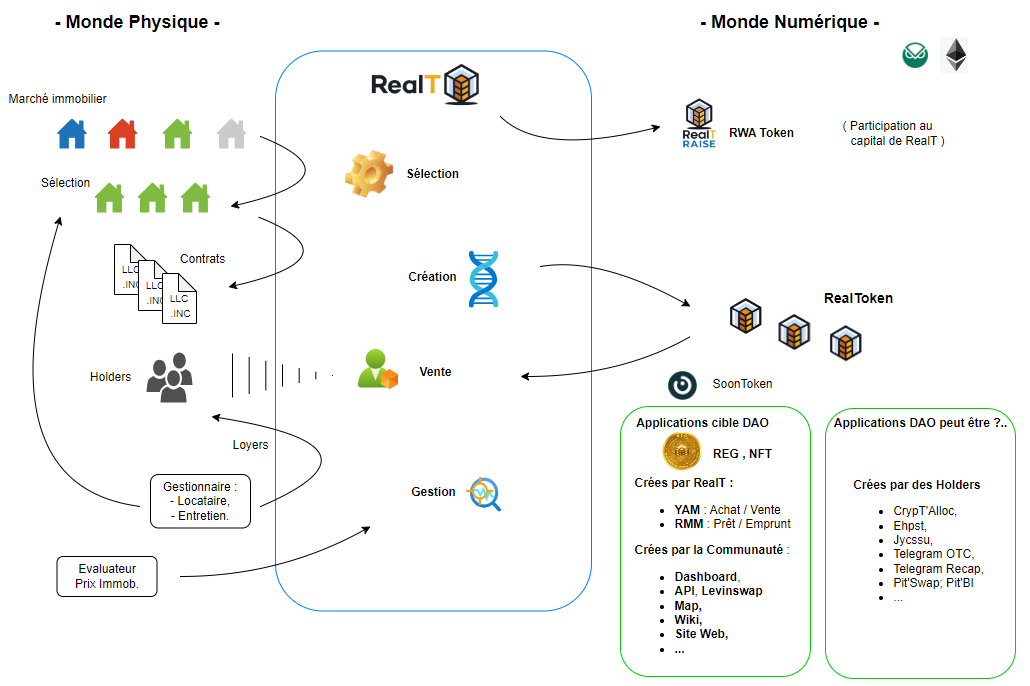 - Monde Physique -
- Monde Numérique -
Marché immobilier
RealT
RealT
RAISE
RWA Token
( Participation au
capital de RealT )
Sélection
Sélection
Contrats
LLC
.INC
LLC
.INC
LLC
.INC
Création
RealToken
Holders
Vente
SoonToken
Loyers
Gestionnaire :
- Locataire,
- Entretien.
Gestion
Evaluateur
Prix Immob.
Applications cible DAO
REG , NFT
Crées par RealT :
• YAM : Achat / Vente
• RMM : Prêt / Emprunt
Crées par la Communauté :
• Dashboard,
• API, Levinswap
• Map,
• Wiki,
• Site Web,
• ...
Applications DAO peut être ?..
Crées par des Holders
• CrypT'Alloc,
• Ehpst,
• Jycssu,
• Telegram OTC,
• Telegram Recap,
• Pit'Swap; Pit'BI
• ...